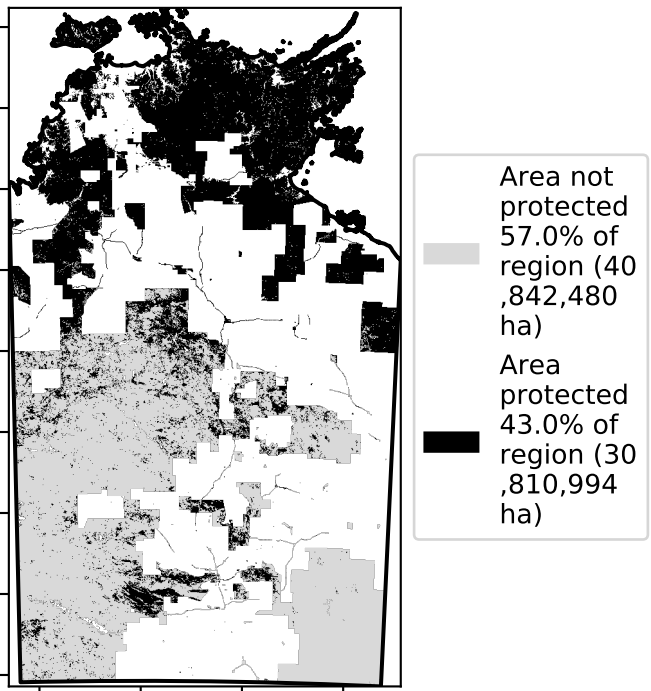 Area not
protected
57.0% of
region (40
,842,480
ha)
Area
protected
43.0% of
region (30
,810,994
ha)